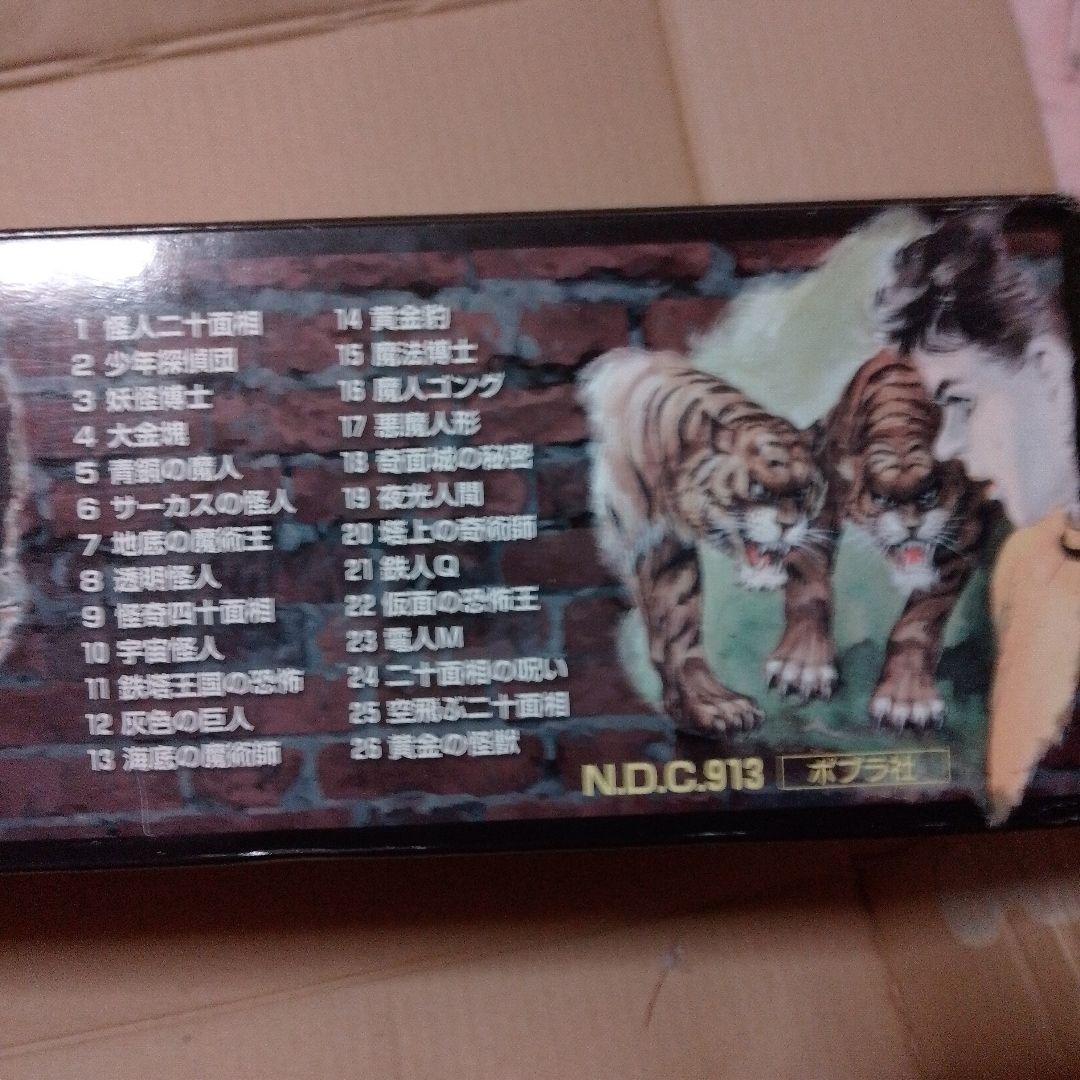 1 怪人二十面相
2 少年探偵団
3 妖怪博士
4 大金塊
5 青銅の魔人
6 サーカスの怪人
7 地底の魔術王
8 透明怪人
9 怪奇四十面相
10 宇宙怪人
11 鉄塔王国の恐怖
12 灰色の巨人
13 海底の魔術師
14 黄金豹
15 魔法博士
16 魔人ゴング
17 悪魔人形
18 奇面城の秘密
19 夜光人間
20 塔上の奇術師
21 鉄人Q
22 仮面の恐怖王
23 電人M
24 二十面相の呪い
25 空飛ぶ二十面相
26 黄金の怪獣
N.D.C.913 ポプラ社